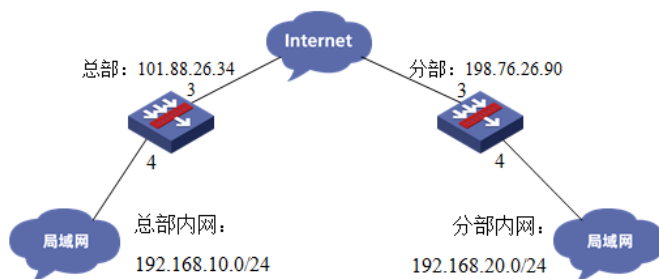 Internet
总部：101.88.26.34
分部：198.76.26.90
3
3
4
4
总部内网：
192.168.10.0/24
分部内网：
192.168.20.0/24
局域网
局域网